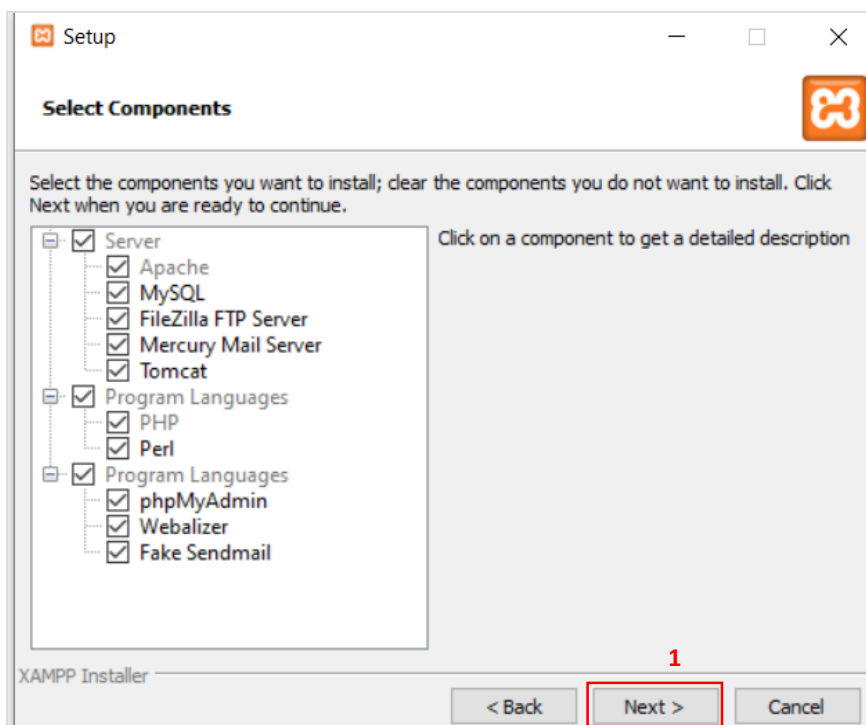 Setup
Select Components
Select the components you want to install; clear the components you do not want to install. Click
Next when you are ready to continue.
Click on a component to get a detailed description
Server
Apache
MySQL
FileZilla FTP Server
Mercury Mail Server
Tomcat
Program Languages
PHP
Perl
Program Languages
phpMyAdmin
Webalizer
Fake Sendmail
XAMPP Installer
1
< Back
Next >
Cancel